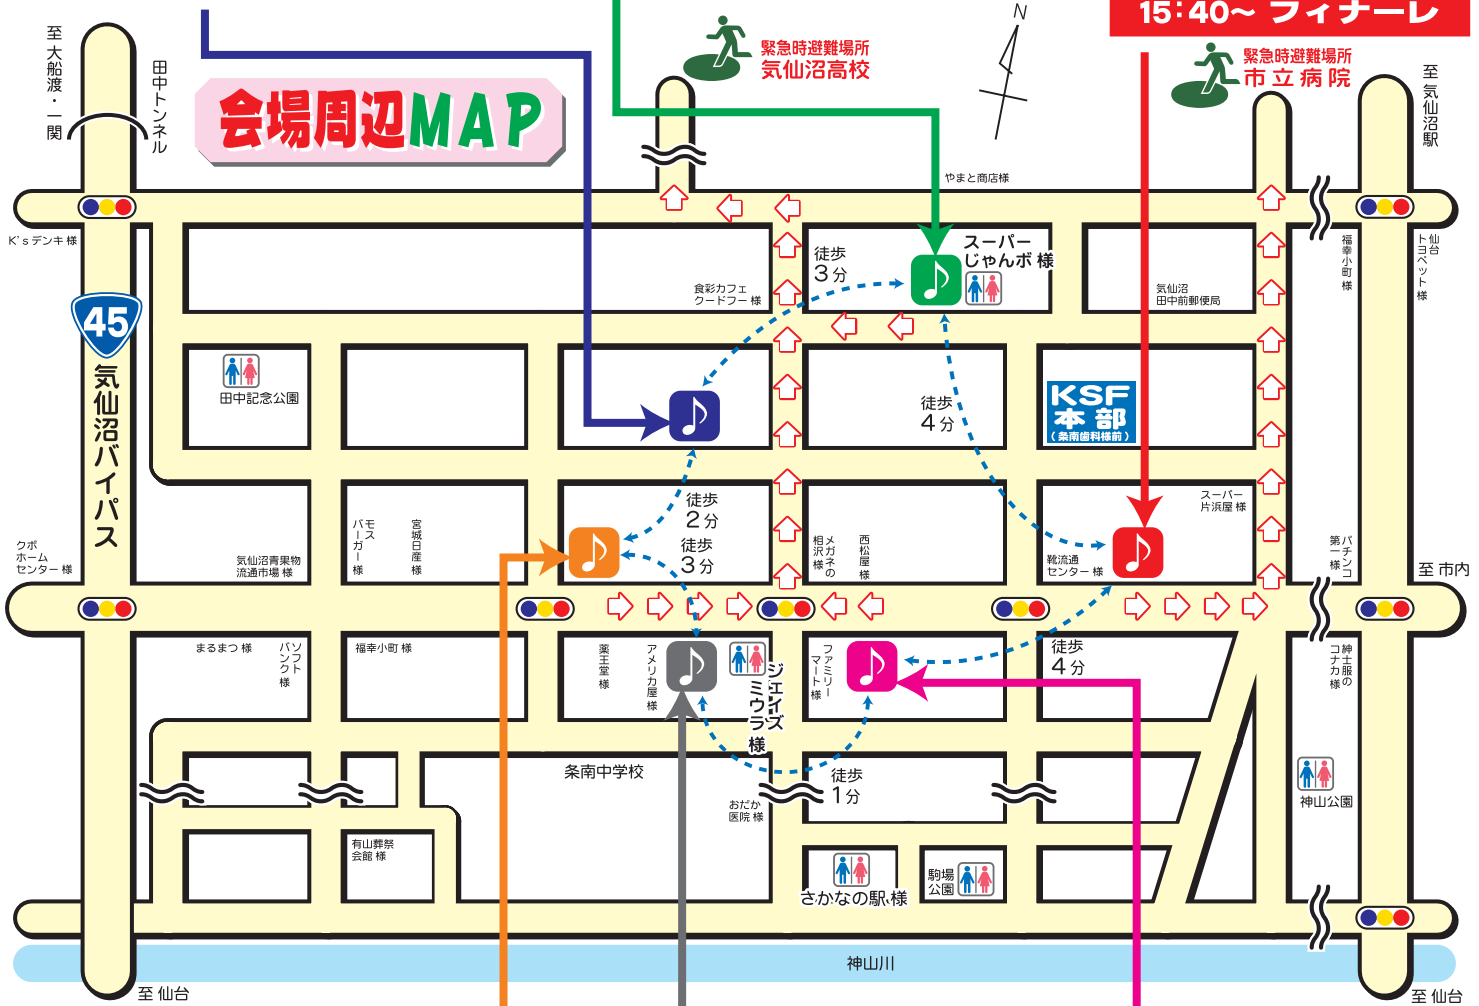 15:40〜 フィナーレ
至 大船渡・一関
田中トンネル
会場周辺MAP
緊急時避難場所
気仙沼高校
N
緊急時避難場所
市立病院
至 気仙沼駅
やまと商店様
K'sデンキ 様
食彩カフェ
クードフー 様
徒歩
3分
スーパー
じゃんボ 様
気仙沼
田中前郵便局
福幸小町 様
仙台
トヨペット 様
45
気仙沼バイパス
田中記念公園
徒歩
4分
KSF
本部
(条南歯科様前)
徒歩
2分
徒歩
3分
スーパー
片浜屋 様
クボ
ホーム
センター 様
気仙沼青果物
流通市場 様
モス
バーガー 様
宮城日産 様
メガネの
相沢様
西松屋 様
靴流通
センター 様
パチンコ
第一 様
至 市内
まるまつ 様
ソフト
バンク 様
福幸小町 様
薬王堂 様
アメリカ屋 様
ジェイズ
ミウラ 様
ファミリー
マート 様
徒歩
4分
紳士服の
コナカ 様
条南中学校
おだか
医院 様
徒歩
1分
神山公園
有山葬祭
会館 様
さかなの駅 様
駒場
公園
神山川
至 仙台
至 仙台